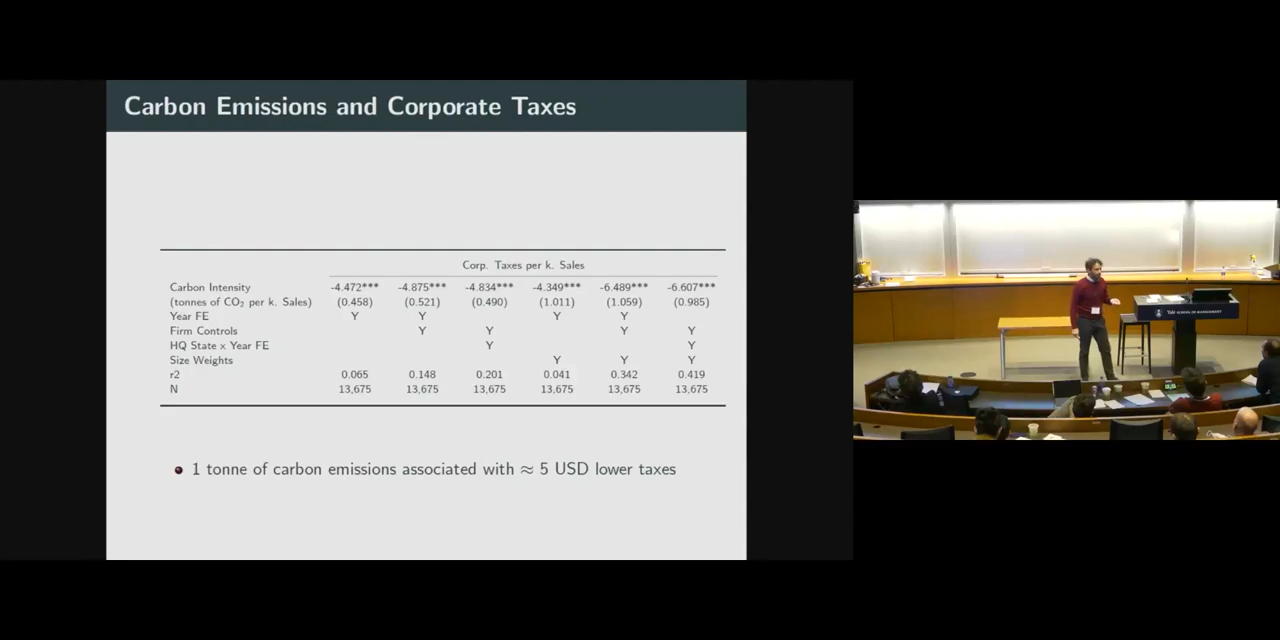 Carbon Emissions and Corporate Taxes
Corp. Taxes per k. Sales
Carbon Intensity -4.472*** -4.875*** -4.834*** -4.349*** -6.489*** -6.607***
(tonnes of CO₂ per k. Sales) (0.458) (0.521) (0.490) (1.011) (1.059) (0.985)
Year FE Y Y Y Y
Firm Controls Y Y Y Y
HQ State x Year FE Y Y
Size Weights Y Y Y
r2 0.065 0.148 0.201 0.041 0.342 0.419
N 13,675 13,675 13,675 13,675 13,675 13,675
1 tonne of carbon emissions associated with ≈ 5 USD lower taxes
Yale SCHOOL OF MANAGEMENT